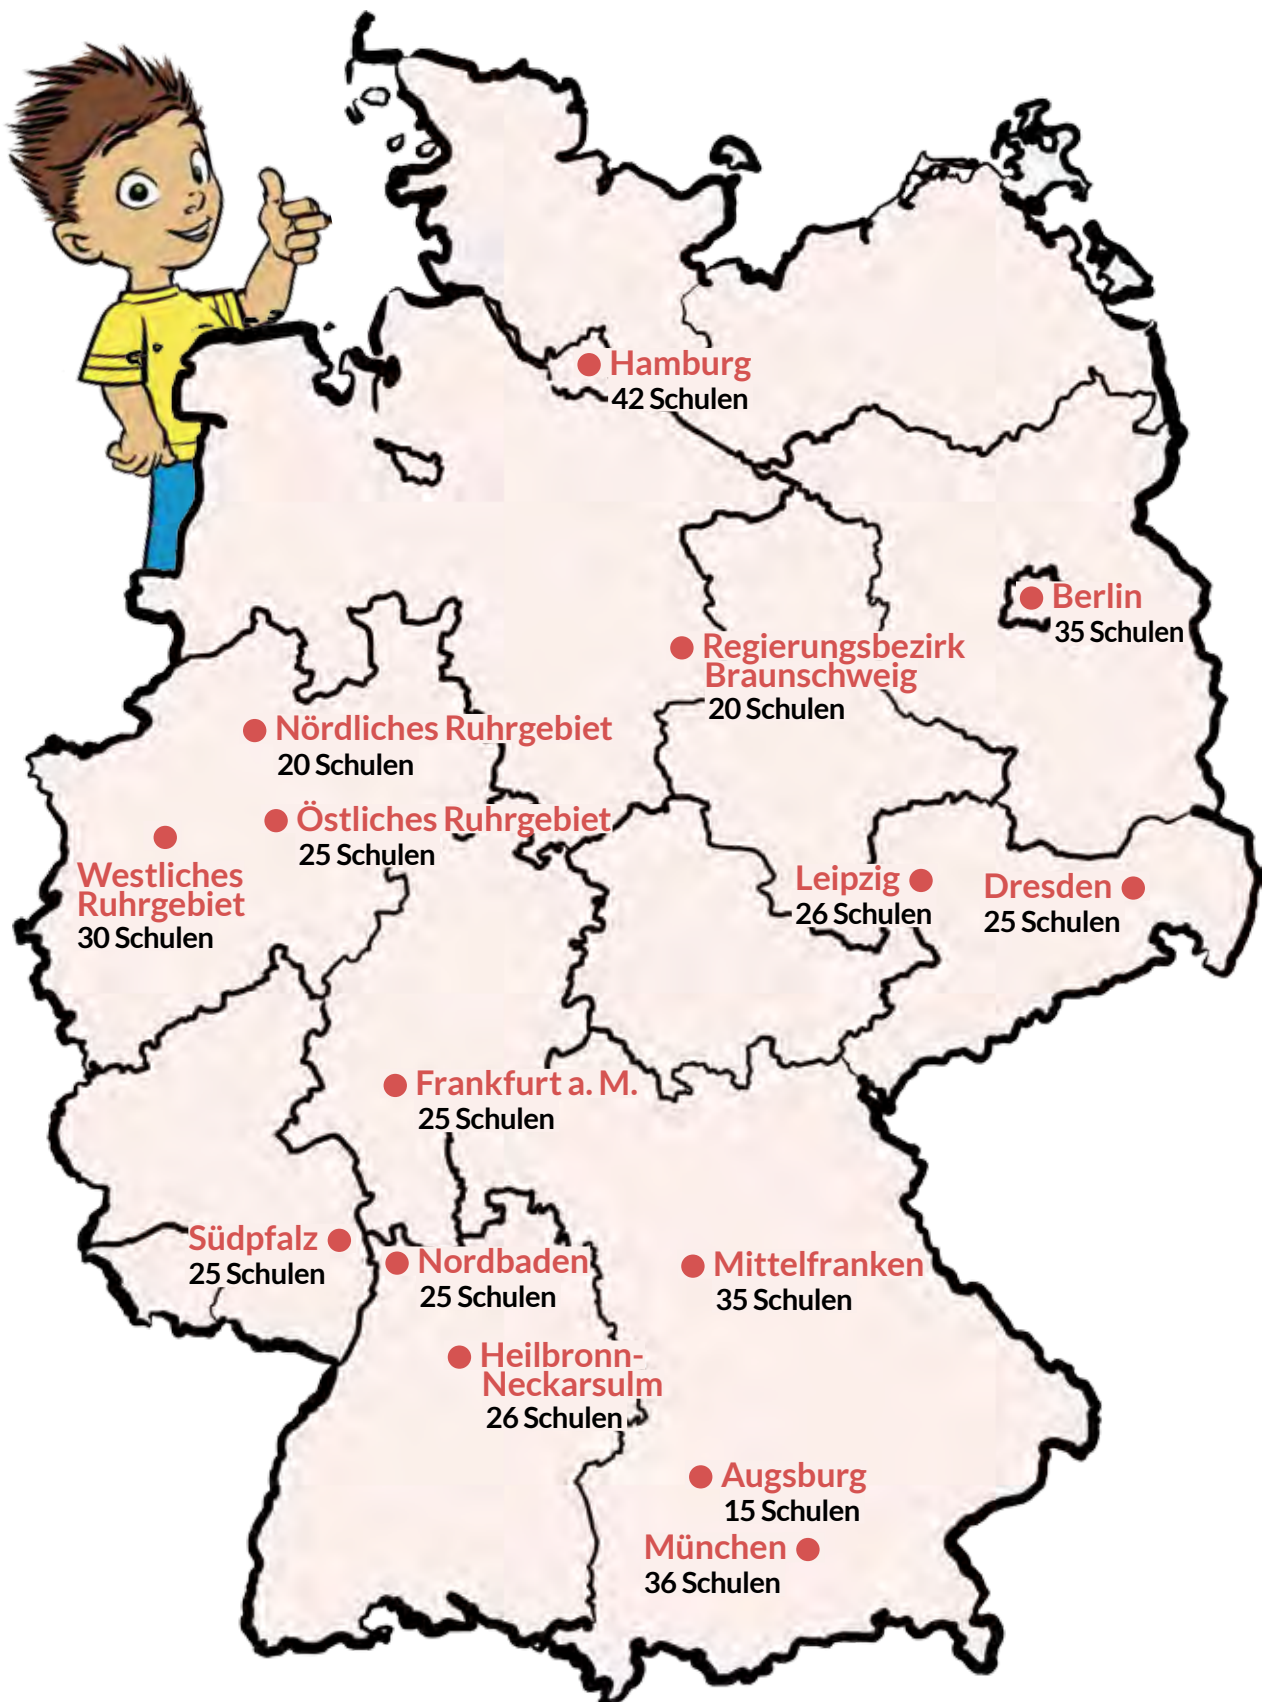 Hamburg
42 Schulen
Berlin
35 Schulen
Regierungsbezirk
Braunschweig
20 Schulen
Nördliches Ruhrgebiet
20 Schulen
Östliches Ruhrgebiet
25 Schulen
Westliches
Ruhrgebiet
30 Schulen
Leipzig
26 Schulen
Dresden
25 Schulen
Frankfurt a. M.
25 Schulen
Südpfalz
25 Schulen
Nordbaden
25 Schulen
Mittelfranken
35 Schulen
Heilbronn-
Neckarsulm
26 Schulen
Augsburg
15 Schulen
München
36 Schulen